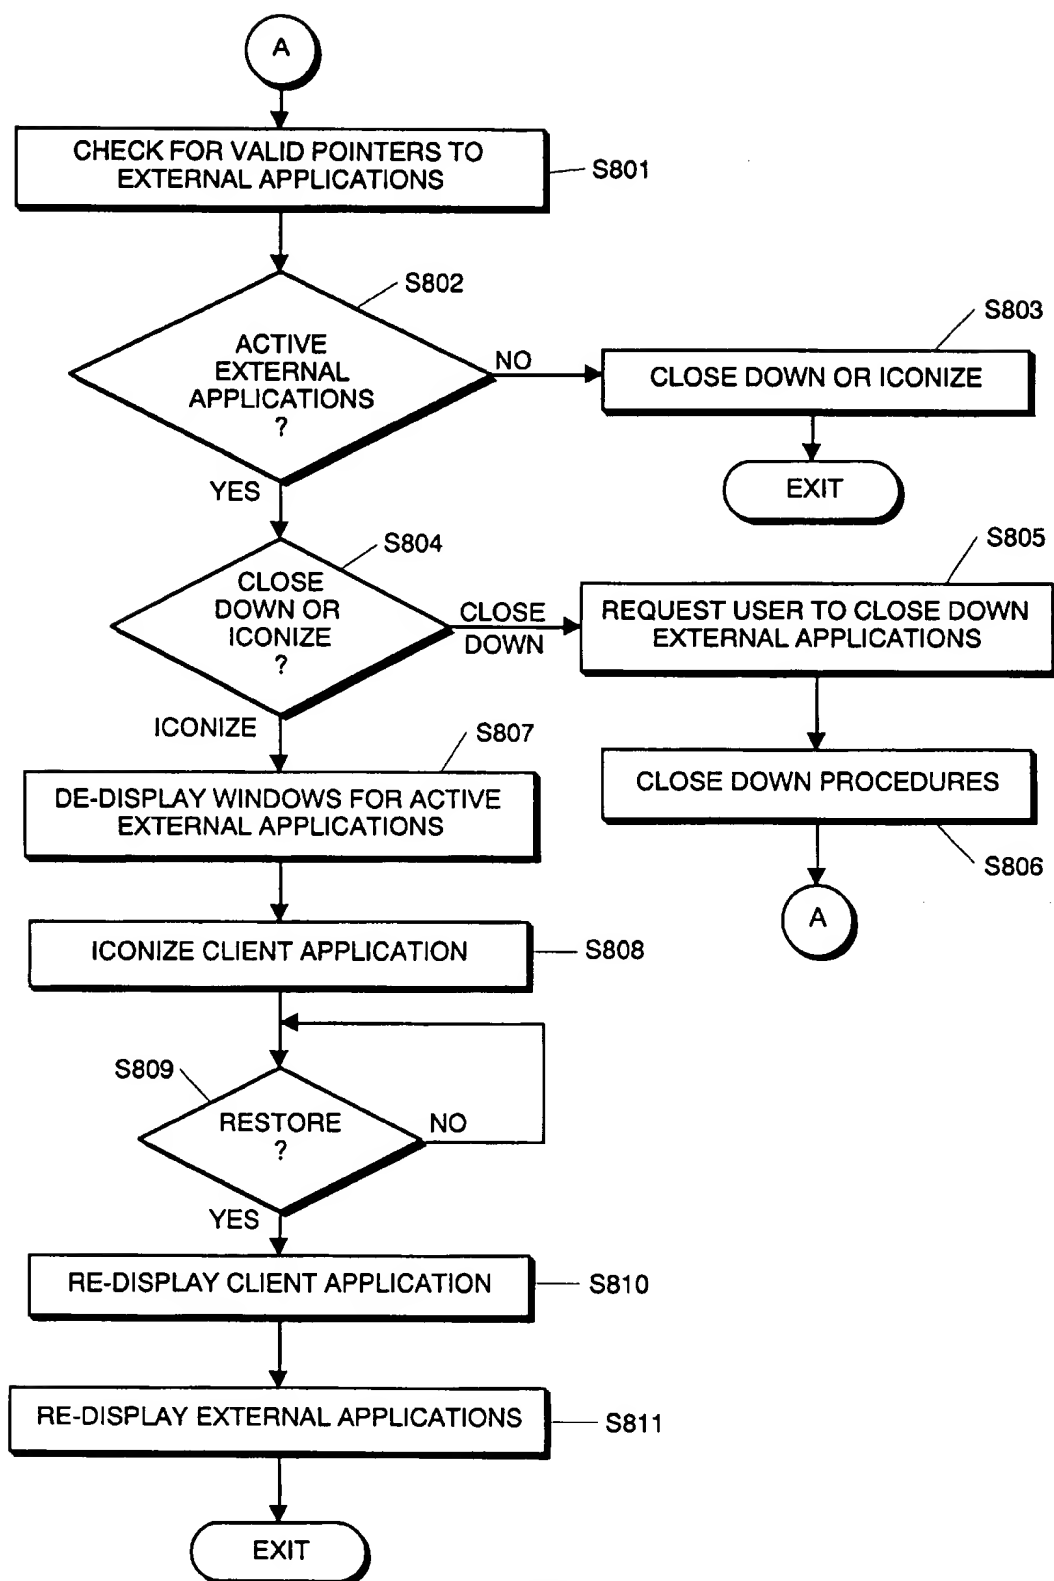 A
CHECK FOR VALID POINTERS TO
EXTERNAL APPLICATIONS
S801
S802
ACTIVE
EXTERNAL
APPLICATIONS
?
NO
S803
CLOSE DOWN OR ICONIZE
EXIT
YES
S804
CLOSE
DOWN OR
ICONIZE
?
CLOSE
DOWN
S805
REQUEST USER TO CLOSE DOWN
EXTERNAL APPLICATIONS
CLOSE DOWN PROCEDURES
S806
A
ICONIZE
S807
DE-DISPLAY WINDOWS FOR ACTIVE
EXTERNAL APPLICATIONS
ICONIZE CLIENT APPLICATION
S808
S809
RESTORE
?
NO
YES
RE-DISPLAY CLIENT APPLICATION
S810
RE-DISPLAY EXTERNAL APPLICATIONS
S811
EXIT